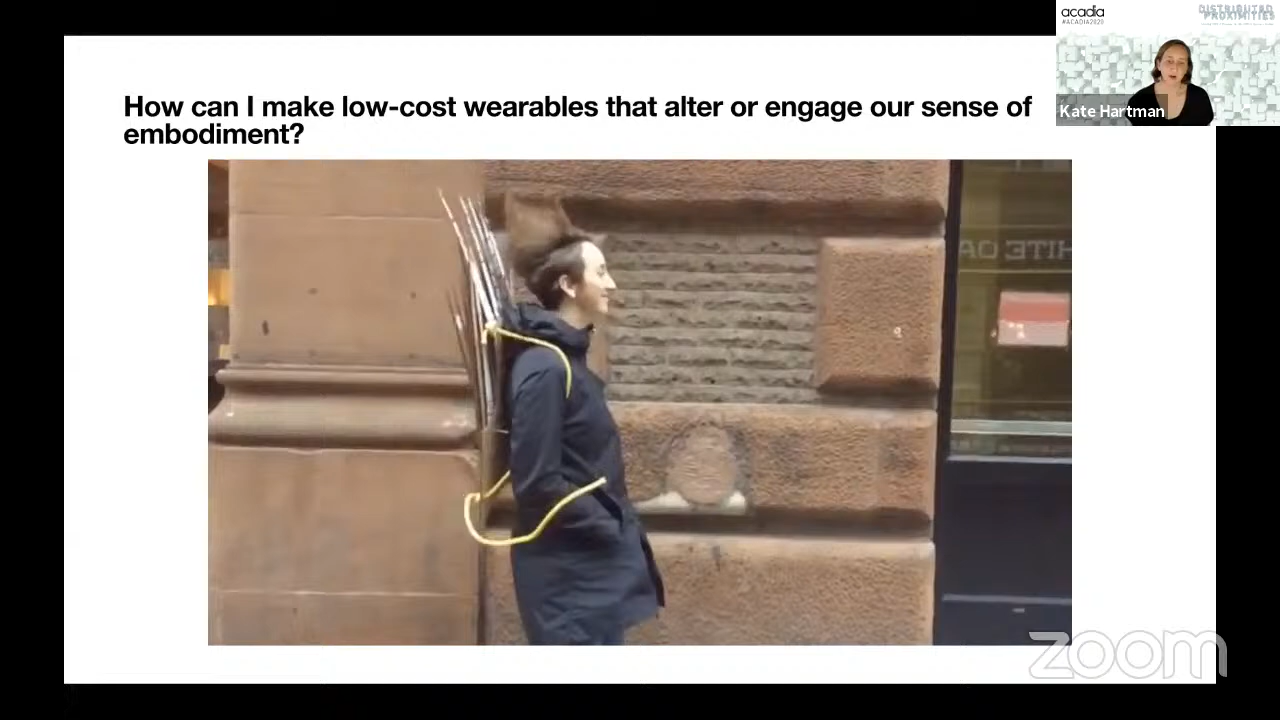 acadia
#ACADIA2020
DISTRIBUTED
PROXIMITIES
How can I make low-cost wearables that alter or engage our sense of
embodiment?
Kate Hartman
zoom